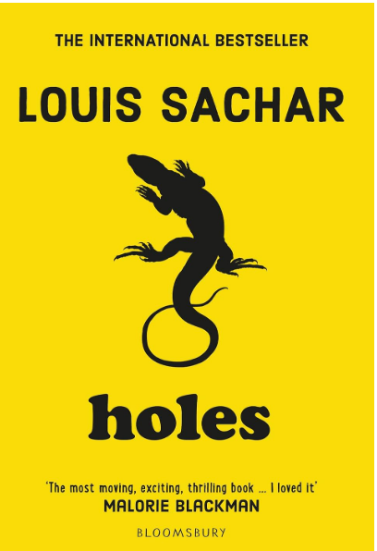 THE INTERNATIONAL BESTSELLER
LOUIS SACHAR
holes
'The most moving, exciting, thrilling book ... I loved it'
MALORIE BLACKMAN
BLOOMSBURY